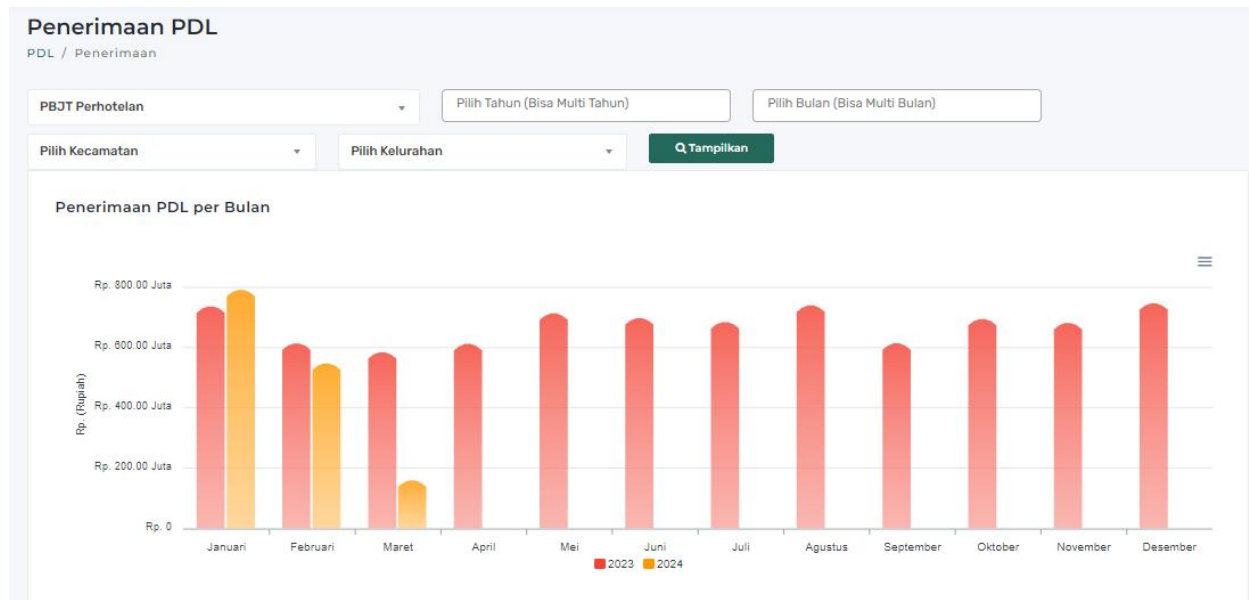 Penerimaan PDL
PDL / Penerimaan
PBJT Perhotelan
Pilih Tahun (Bisa Multi Tahun)
Pilih Bulan (Bisa Multi Bulan)
Pilih Kecamatan
Pilih Kelurahan
Tampilkan
Penerimaan PDL per Bulan
Rp. (Rupiah)
Rp. 800.00 Juta
Rp. 600.00 Juta
Rp. 400.00 Juta
Rp. 200.00 Juta
Rp. 0
Januari Februari Maret April Mei Juni Juli Agustus September Oktober November Desember
2023 2024